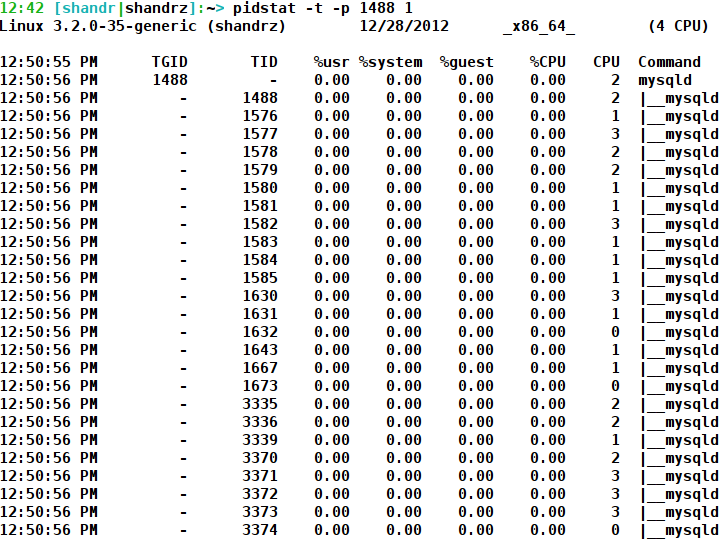 12:42 [shandr|shandrz]:~> pidstat -t -p 1488 1
Linux 3.2.0-35-generic (shandrz) 12/28/2012 _x86_64_ (4 CPU)
12:50:55 PM TGID TID %usr %system %guest %CPU CPU Command
12:50:56 PM 1488 - 0.00 0.00 0.00 0.00 2 mysqld
12:50:56 PM - 1488 0.00 0.00 0.00 0.00 2 |__mysqld
12:50:56 PM - 1576 0.00 0.00 0.00 0.00 1 |__mysqld
12:50:56 PM - 1577 0.00 0.00 0.00 0.00 3 |__mysqld
12:50:56 PM - 1578 0.00 0.00 0.00 0.00 2 |__mysqld
12:50:56 PM - 1579 0.00 0.00 0.00 0.00 2 |__mysqld
12:50:56 PM - 1580 0.00 0.00 0.00 0.00 1 |__mysqld
12:50:56 PM - 1581 0.00 0.00 0.00 0.00 1 |__mysqld
12:50:56 PM - 1582 0.00 0.00 0.00 0.00 3 |__mysqld
12:50:56 PM - 1583 0.00 0.00 0.00 0.00 1 |__mysqld
12:50:56 PM - 1584 0.00 0.00 0.00 0.00 1 |__mysqld
12:50:56 PM - 1585 0.00 0.00 0.00 0.00 1 |__mysqld
12:50:56 PM - 1630 0.00 0.00 0.00 0.00 3 |__mysqld
12:50:56 PM - 1631 0.00 0.00 0.00 0.00 1 |__mysqld
12:50:56 PM - 1632 0.00 0.00 0.00 0.00 0 |__mysqld
12:50:56 PM - 1643 0.00 0.00 0.00 0.00 1 |__mysqld
12:50:56 PM - 1667 0.00 0.00 0.00 0.00 1 |__mysqld
12:50:56 PM - 1673 0.00 0.00 0.00 0.00 0 |__mysqld
12:50:56 PM - 3335 0.00 0.00 0.00 0.00 2 |__mysqld
12:50:56 PM - 3336 0.00 0.00 0.00 0.00 2 |__mysqld
12:50:56 PM - 3339 0.00 0.00 0.00 0.00 1 |__mysqld
12:50:56 PM - 3370 0.00 0.00 0.00 0.00 2 |__mysqld
12:50:56 PM - 3371 0.00 0.00 0.00 0.00 3 |__mysqld
12:50:56 PM - 3372 0.00 0.00 0.00 0.00 3 |__mysqld
12:50:56 PM - 3373 0.00 0.00 0.00 0.00 3 |__mysqld
12:50:56 PM - 3374 0.00 0.00 0.00 0.00 0 |__mysqld